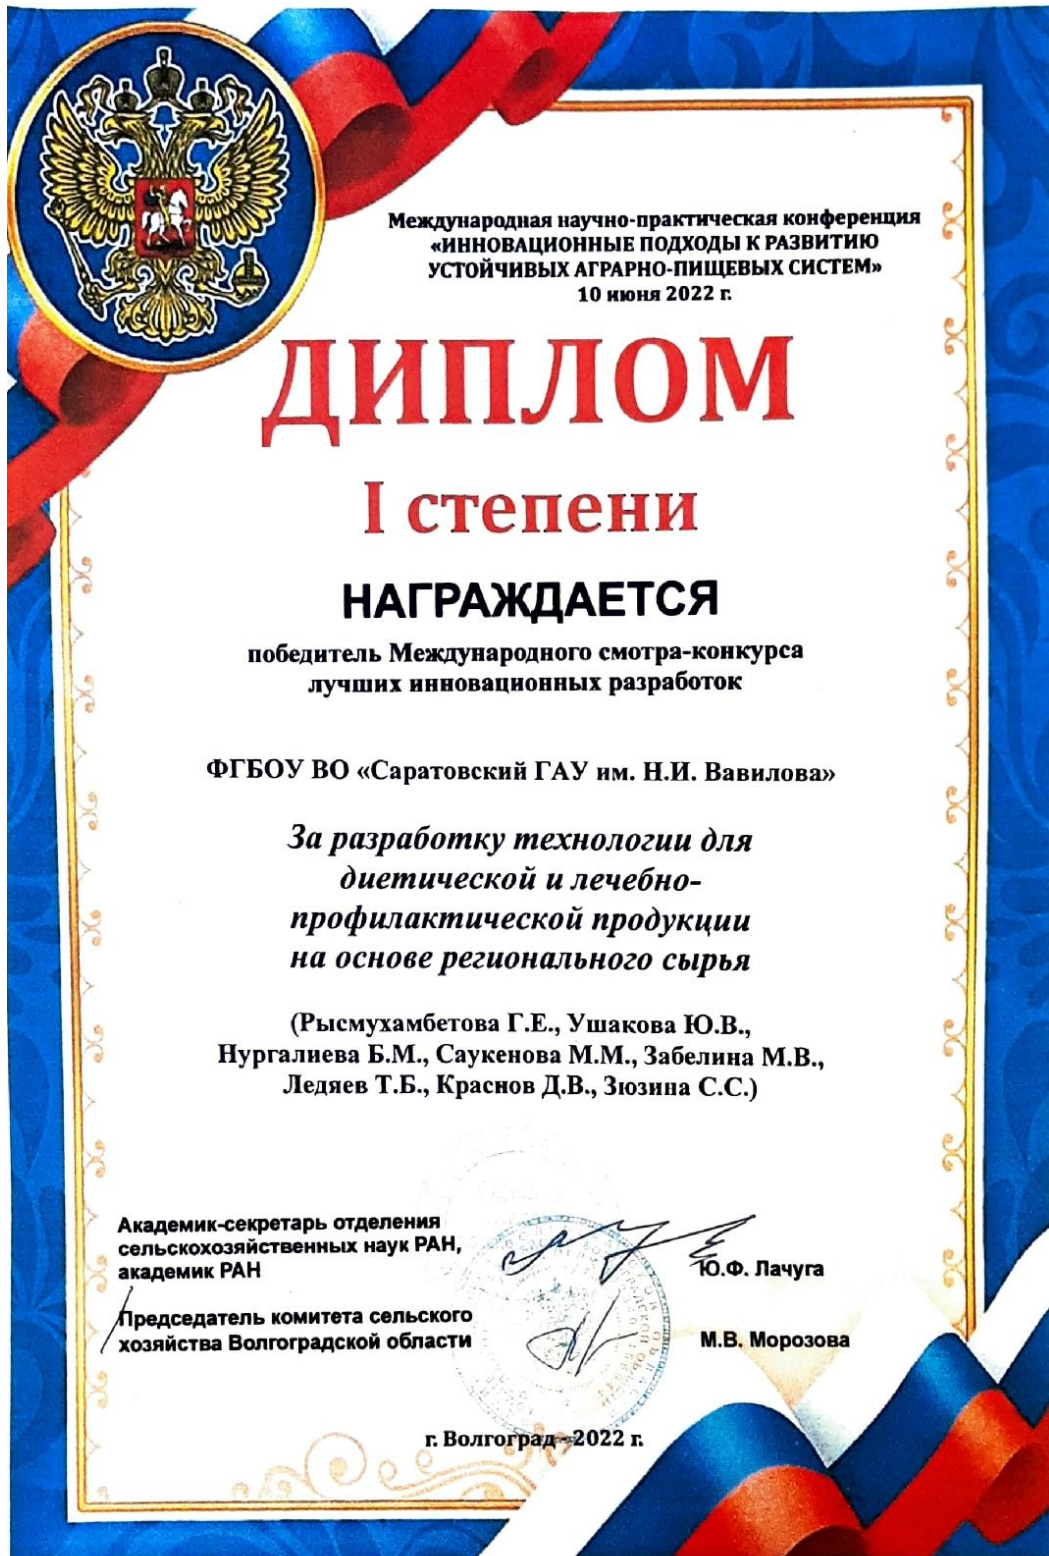 Международная научно-практическая конференция
«ИННОВАЦИОННЫЕ ПОДХОДЫ К РАЗВИТИЮ
УСТОЙЧИВЫХ АГРАРНО-ПИЩЕВЫХ СИСТЕМ»
10 июня 2022 г.
ДИПЛОМ
I степени
НАГРАЖДАЕТСЯ
победитель Международного смотра-конкурса
лучших инновационных разработок
ФГБОУ ВО «Саратовский ГАУ им. Н.И. Вавилова»
За разработку технологии для
диетической и лечебно-
профилактической продукции
на основе регионального сырья
(Рысмухамбетова Г.Е., Ушакова Ю.В.,
Нургалиева Б.М., Саукенова М.М., Забелина М.В.,
Ледяев Т.Б., Краснов Д.В., Зюзина С.С.)
Академик-секретарь отделения
сельскохозяйственных наук РАН,
академик РАН
Ю.Ф. Лачуга
Председатель комитета сельского
хозяйства Волгоградской области
М.В. Морозова
г. Волгоград - 2022 г.